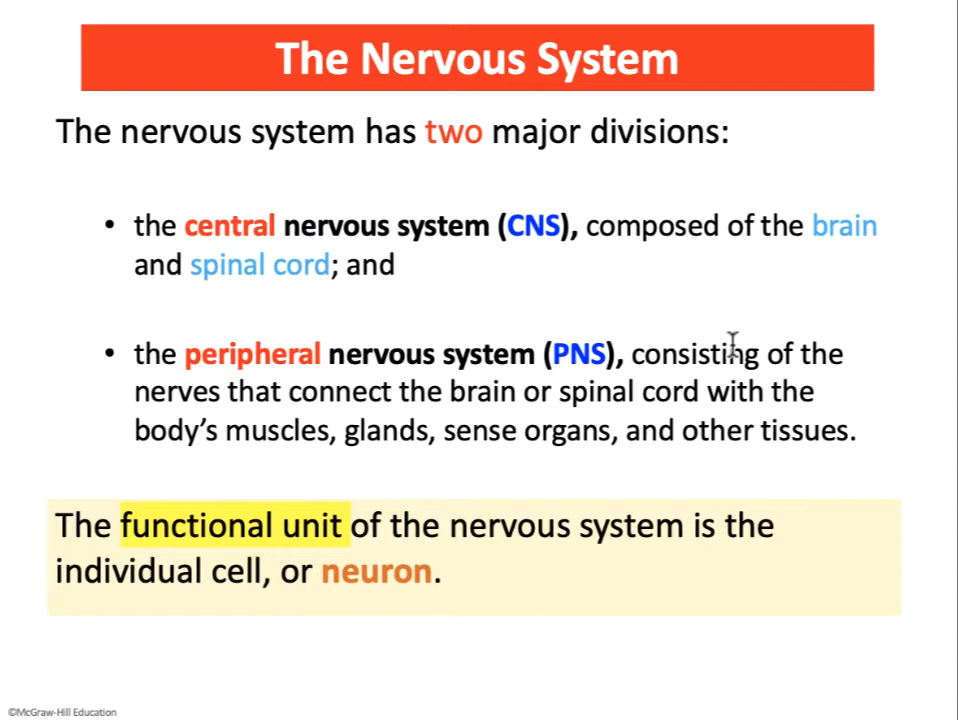 The Nervous System
The nervous system has two major divisions:
• the central nervous system (CNS), composed of the brain
and spinal cord; and
• the peripheral nervous system (PNS), consisting of the
nerves that connect the brain or spinal cord with the
body’s muscles, glands, sense organs, and other tissues.
The functional unit of the nervous system is the
individual cell, or neuron.
©McGraw-Hill Education